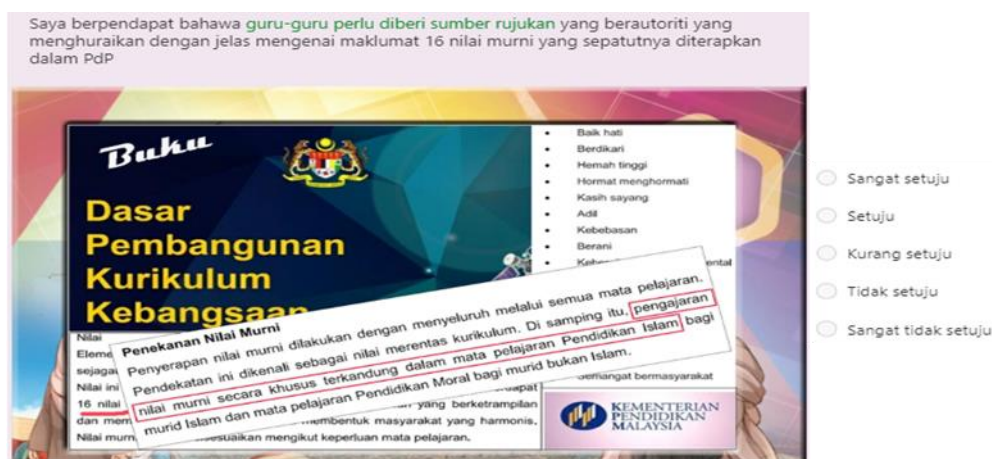 Saya berpendapat bahawa guru-guru perlu diberi sumber rujukan yang berautoriti yang
menghuraikan dengan jelas mengenai maklumat 16 nilai murni yang sepatutnya diterapkan
dalam PdP
Buku
Dasar
Pembangunan
Kurikulum
Kebangsaan
• Baik hati
• Berdikari
• Hemah tinggi
• Hormat menghormati
• Kasih sayang
• Adil
• Kebebasan
• Berani
Penekanan Nilai Murni
Penyerapan nilai murni dilakukan dengan menyeluruh melalui semua mata pelajaran.
Pendekatan ini dikenali sebagai nilai merentas kurikulum. Di samping itu, pengajaran
nilai murni secara khusus terkandung dalam mata pelajaran Pendidikan Islam bagi
murid Islam dan mata pelajaran Pendidikan Moral bagi murid bukan Islam.
Nilai
Nilai ini
16 nilai
yang berketrampilan
dan masyarakat yang harmonis,
Nilai mengikut keperluan mata pelajaran.
bermasyarakat
KEMENTERIAN
PENDIDIKAN
MALAYSIA
Sangat setuju
Setuju
Kurang setuju
Tidak setuju
Sangat tidak setuju